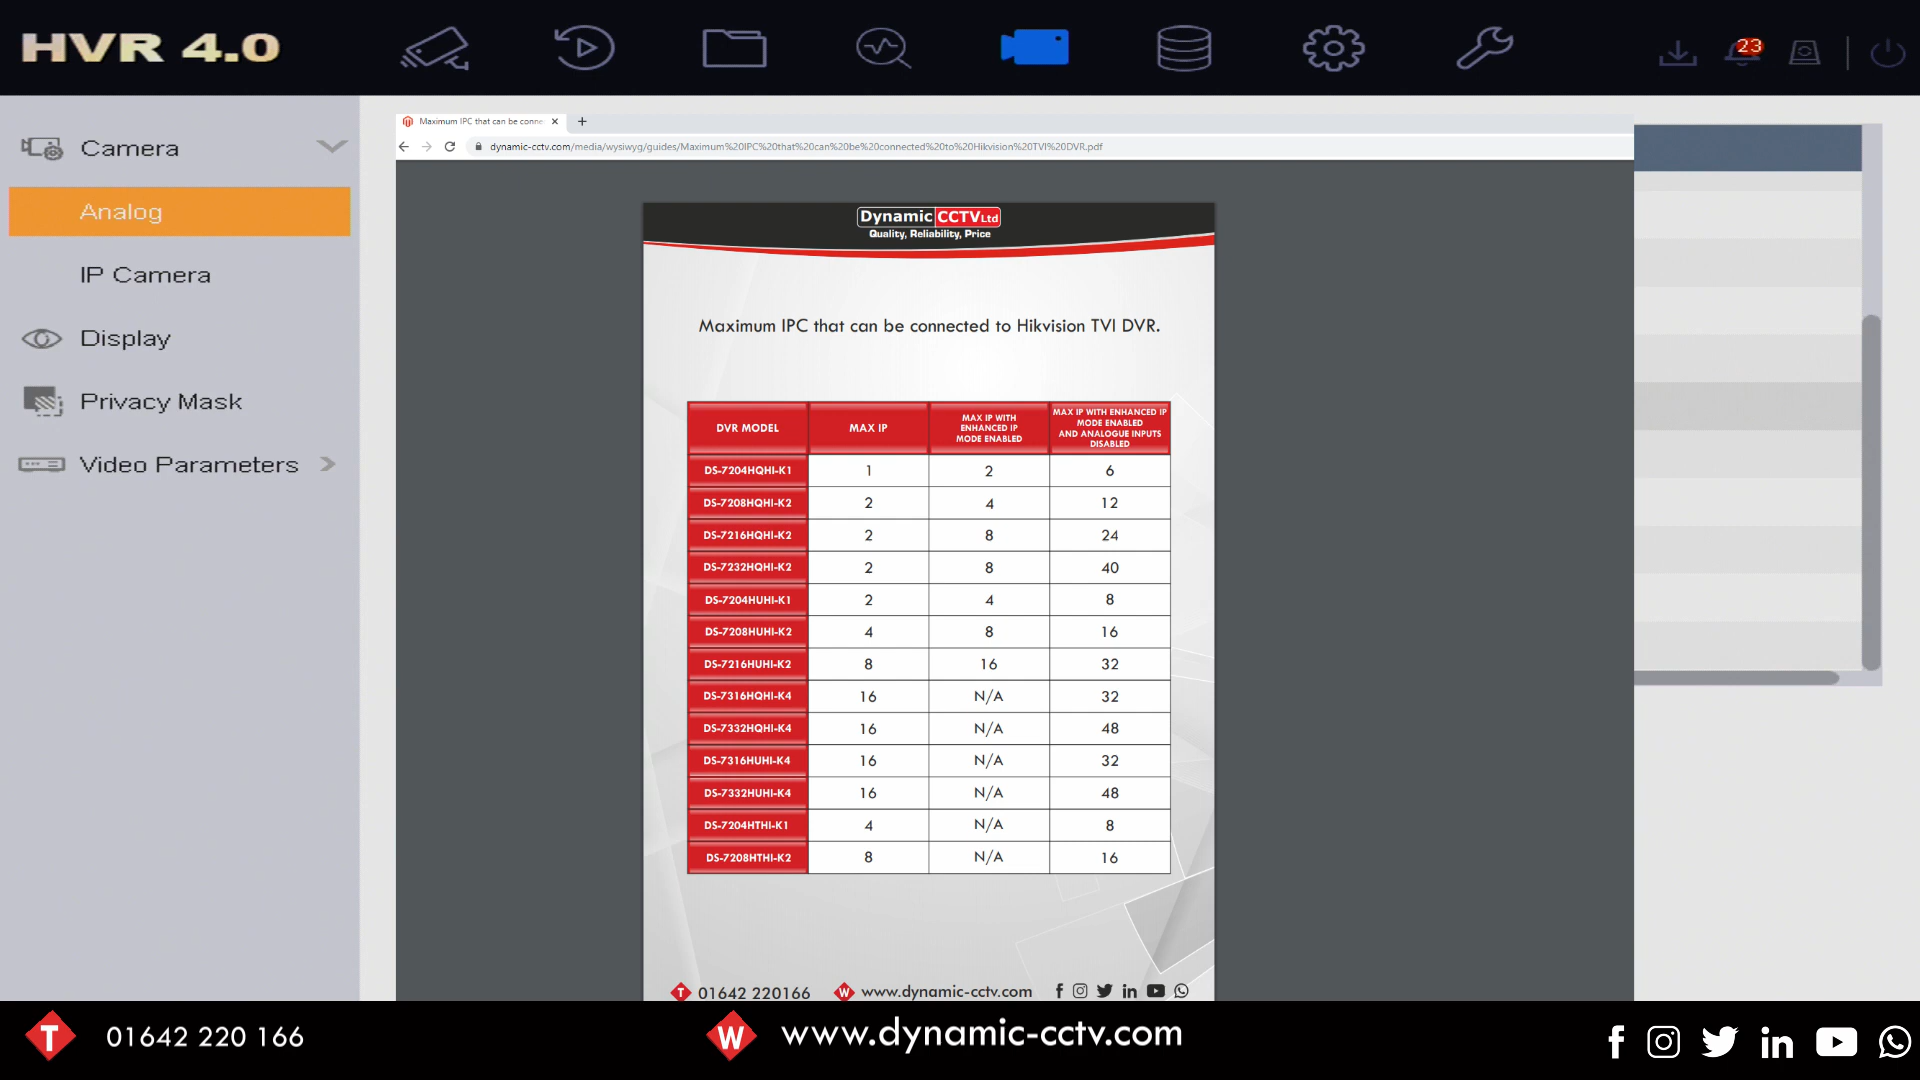 HVR 4.0
23
Camera
Analog
IP Camera
Display
Privacy Mask
Video Parameters
Maximum IPC that can be conne
dynamic-cctv.com/media/wysiwyg/guides/Maximum%20IPC%20that%20can%20be%20connected%20to%20Hikvision%20TVI%20DVR.pdf
Dynamic CCTV Ltd
Quality, Reliability, Price
Maximum IPC that can be connected to Hikvision TVI DVR.
DVR MODEL MAX IP MAX IP WITH ENHANCED IP MODE ENABLED MAX IP WITH ENHANCED IP MODE ENABLED AND ANALOGUE INPUTS DISABLED
DS-7204HQHI-K1 1 2 6
DS-7208HQHI-K2 2 4 12
DS-7216HQHI-K2 2 8 24
DS-7232HQHI-K2 2 8 40
DS-7204HUHI-K1 2 4 8
DS-7208HUHI-K2 4 8 16
DS-7216HUHI-K2 8 16 32
DS-7316HQHI-K4 16 N/A 32
DS-7332HQHI-K4 16 N/A 48
DS-7316HUHI-K4 16 N/A 32
DS-7332HUHI-K4 16 N/A 48
DS-7204HTHI-K1 4 N/A 8
DS-7208HTHI-K2 8 N/A 16
T 01642 220166 W www.dynamic-cctv.com
T 01642 220 166 W www.dynamic-cctv.com